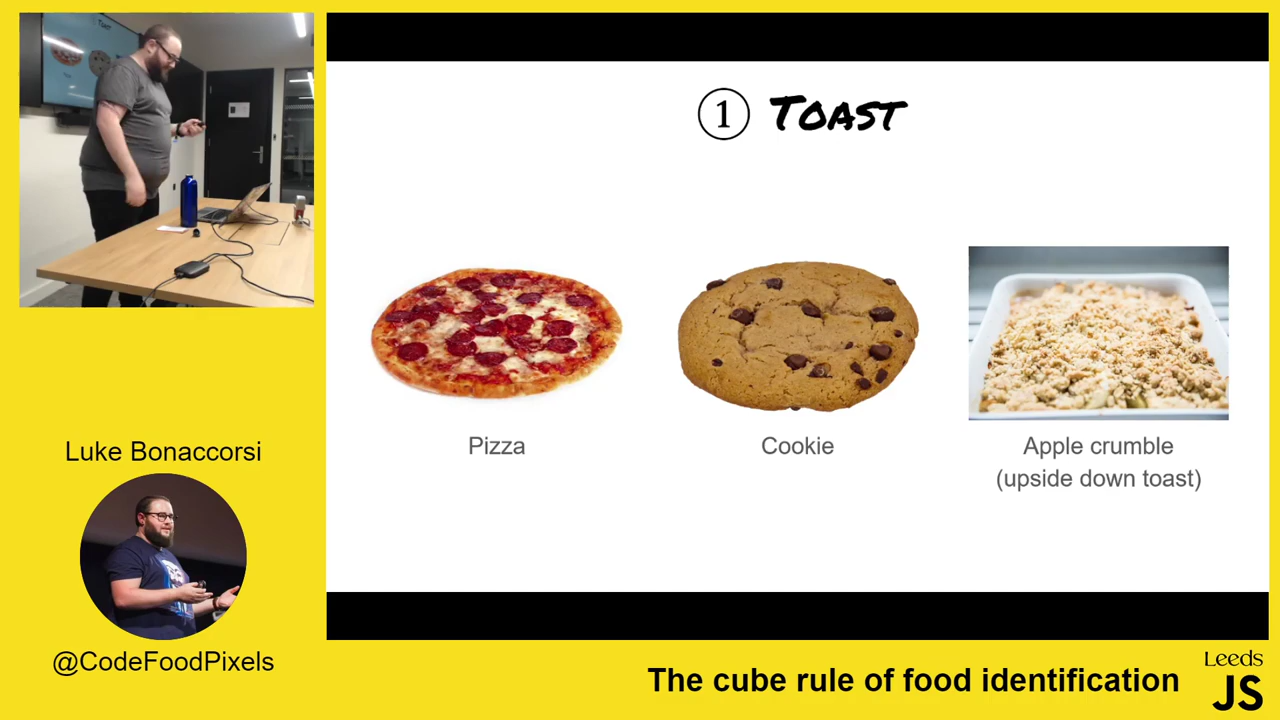 ① TOAST
Pizza
Cookie
Apple crumble
(upside down toast)
Luke Bonaccorsi
@CodeFoodPixels
The cube rule of food identification
Leeds
JS